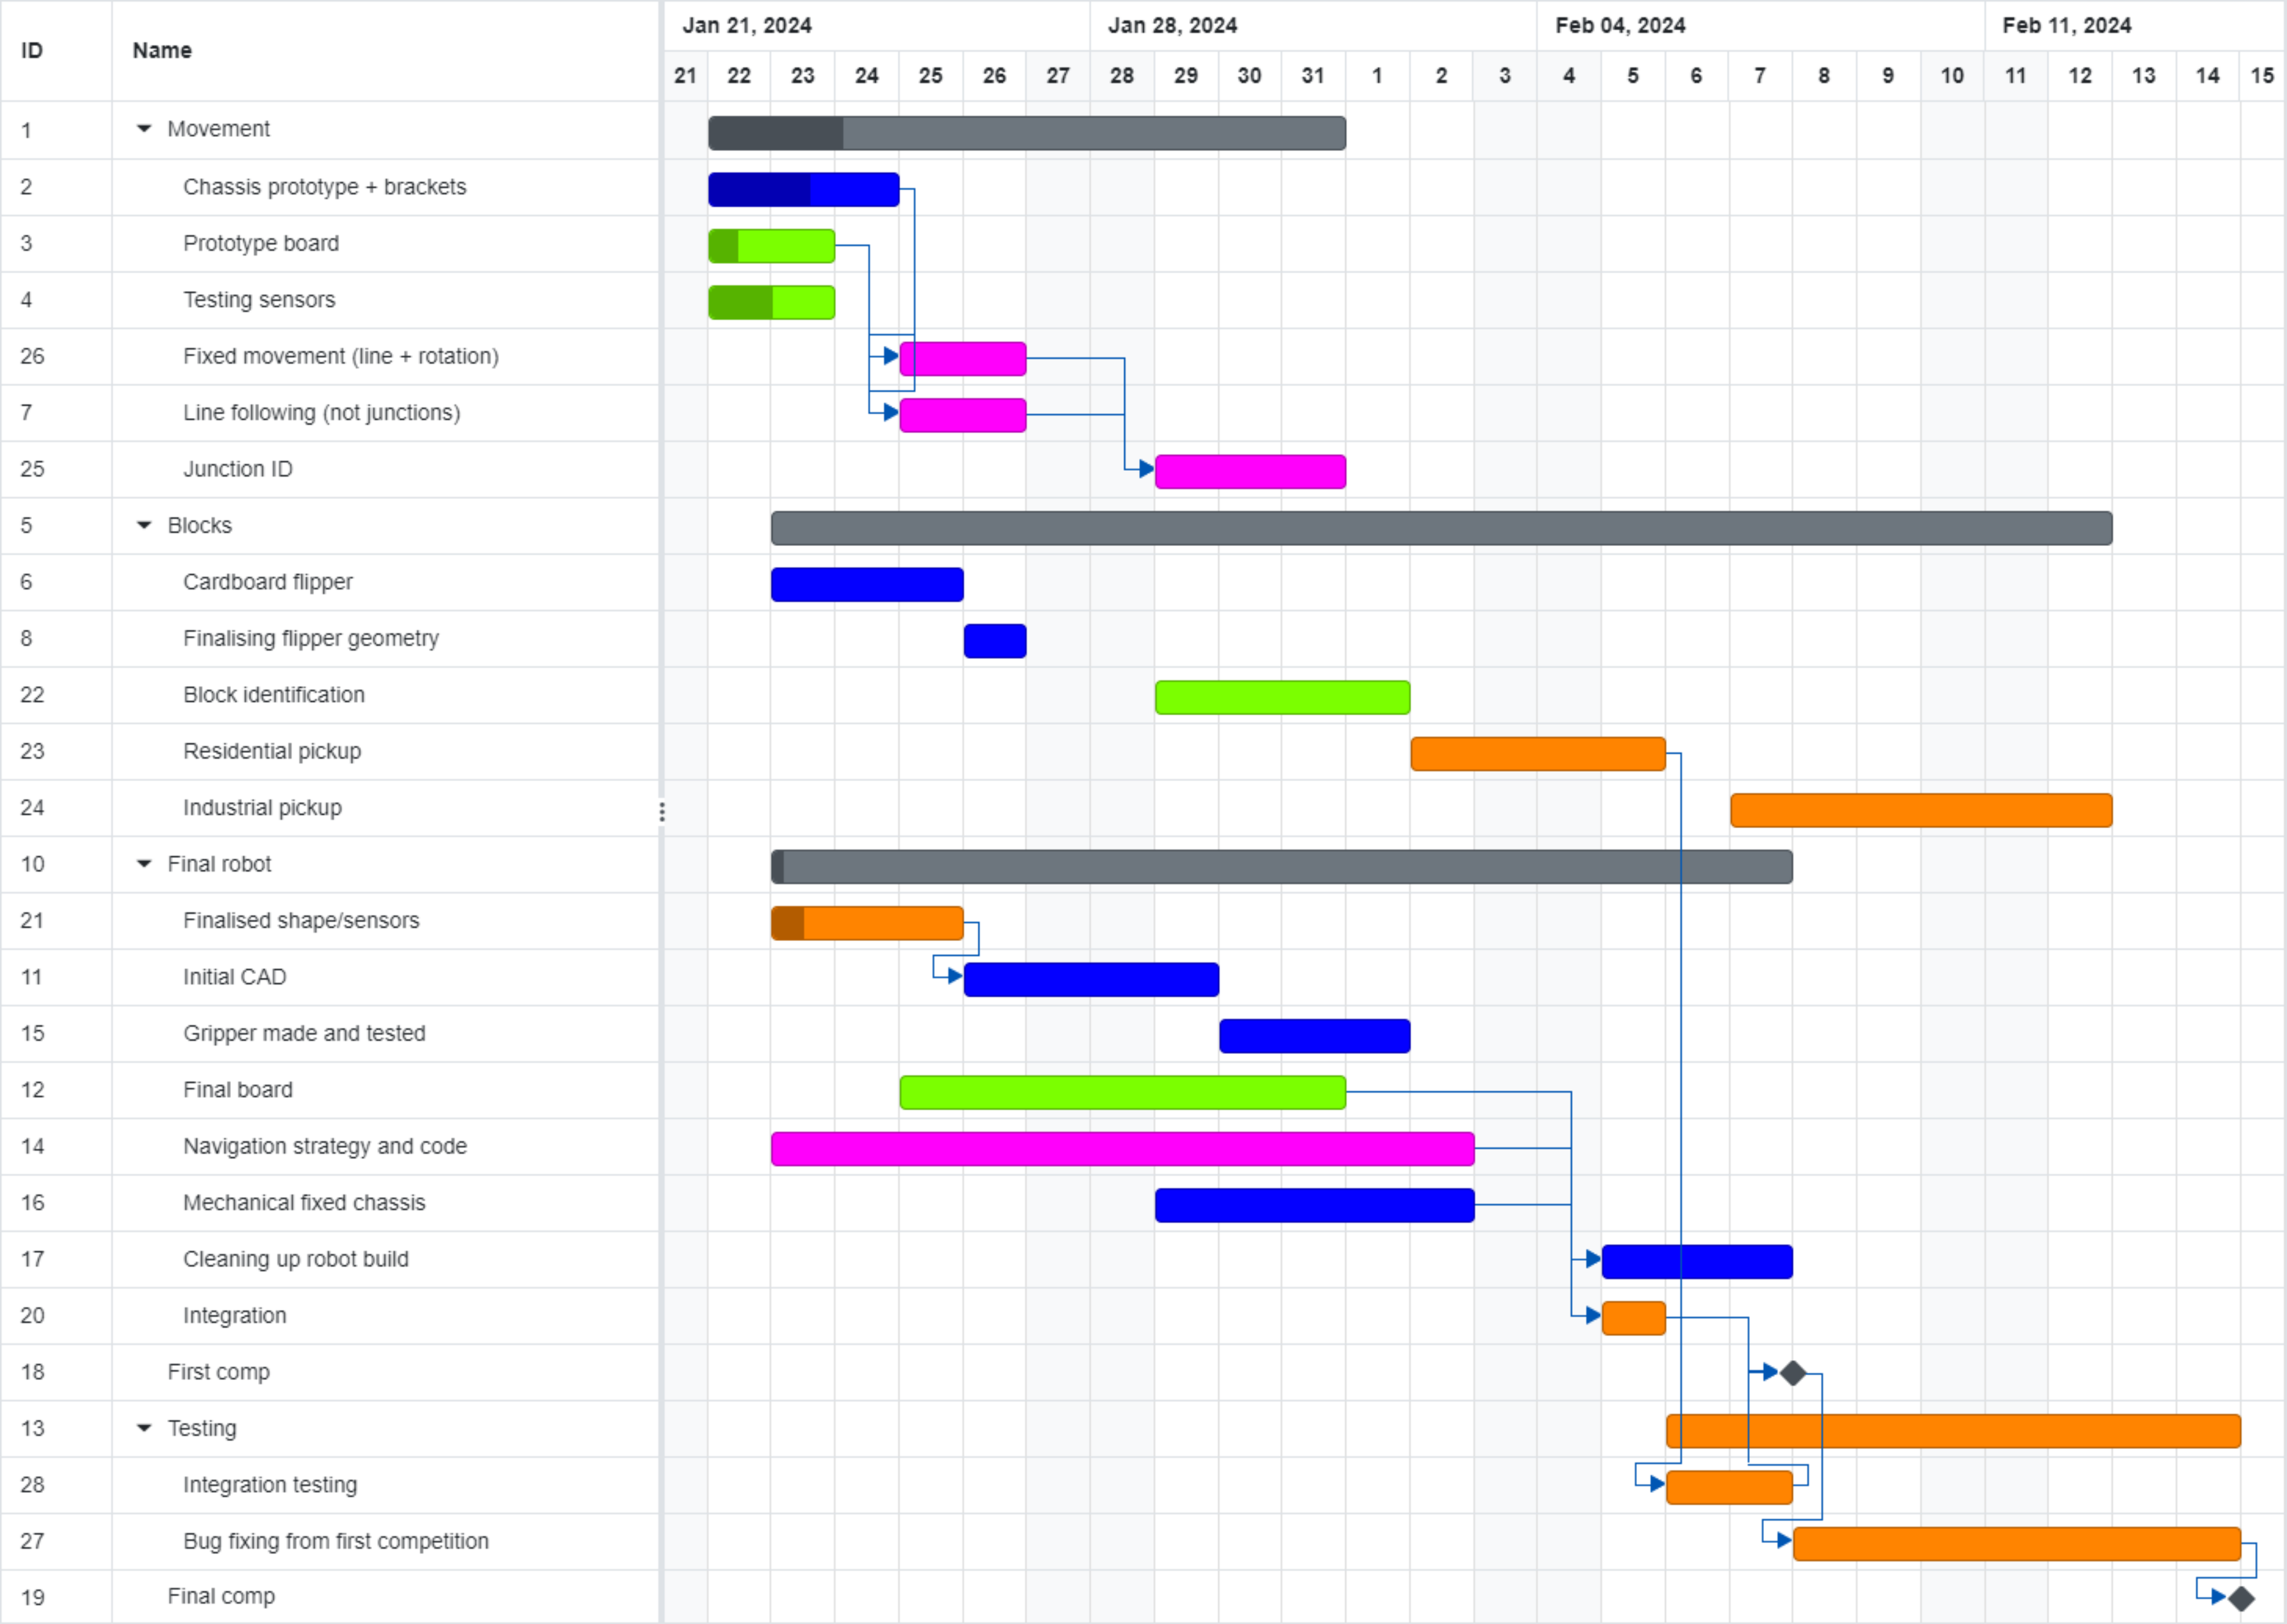 ID Name Jan 21, 2024 Jan 28, 2024 Feb 04, 2024 Feb 11, 2024
21 22 23 24 25 26 27 28 29 30 31 1 2 3 4 5 6 7 8 9 10 11 12 13 14 15
1 Movement
2 Chassis prototype + brackets
3 Prototype board
4 Testing sensors
26 Fixed movement (line + rotation)
7 Line following (not junctions)
25 Junction ID
5 Blocks
6 Cardboard flipper
8 Finalising flipper geometry
22 Block identification
23 Residential pickup
24 Industrial pickup
10 Final robot
21 Finalised shape/sensors
11 Initial CAD
15 Gripper made and tested
12 Final board
14 Navigation strategy and code
16 Mechanical fixed chassis
17 Cleaning up robot build
20 Integration
18 First comp
13 Testing
28 Integration testing
27 Bug fixing from first competition
19 Final comp